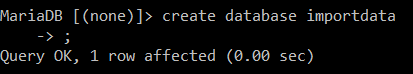 MariaDB [(none)]> create database importdata
    -> ;
Query OK, 1 row affected (0.00 sec)